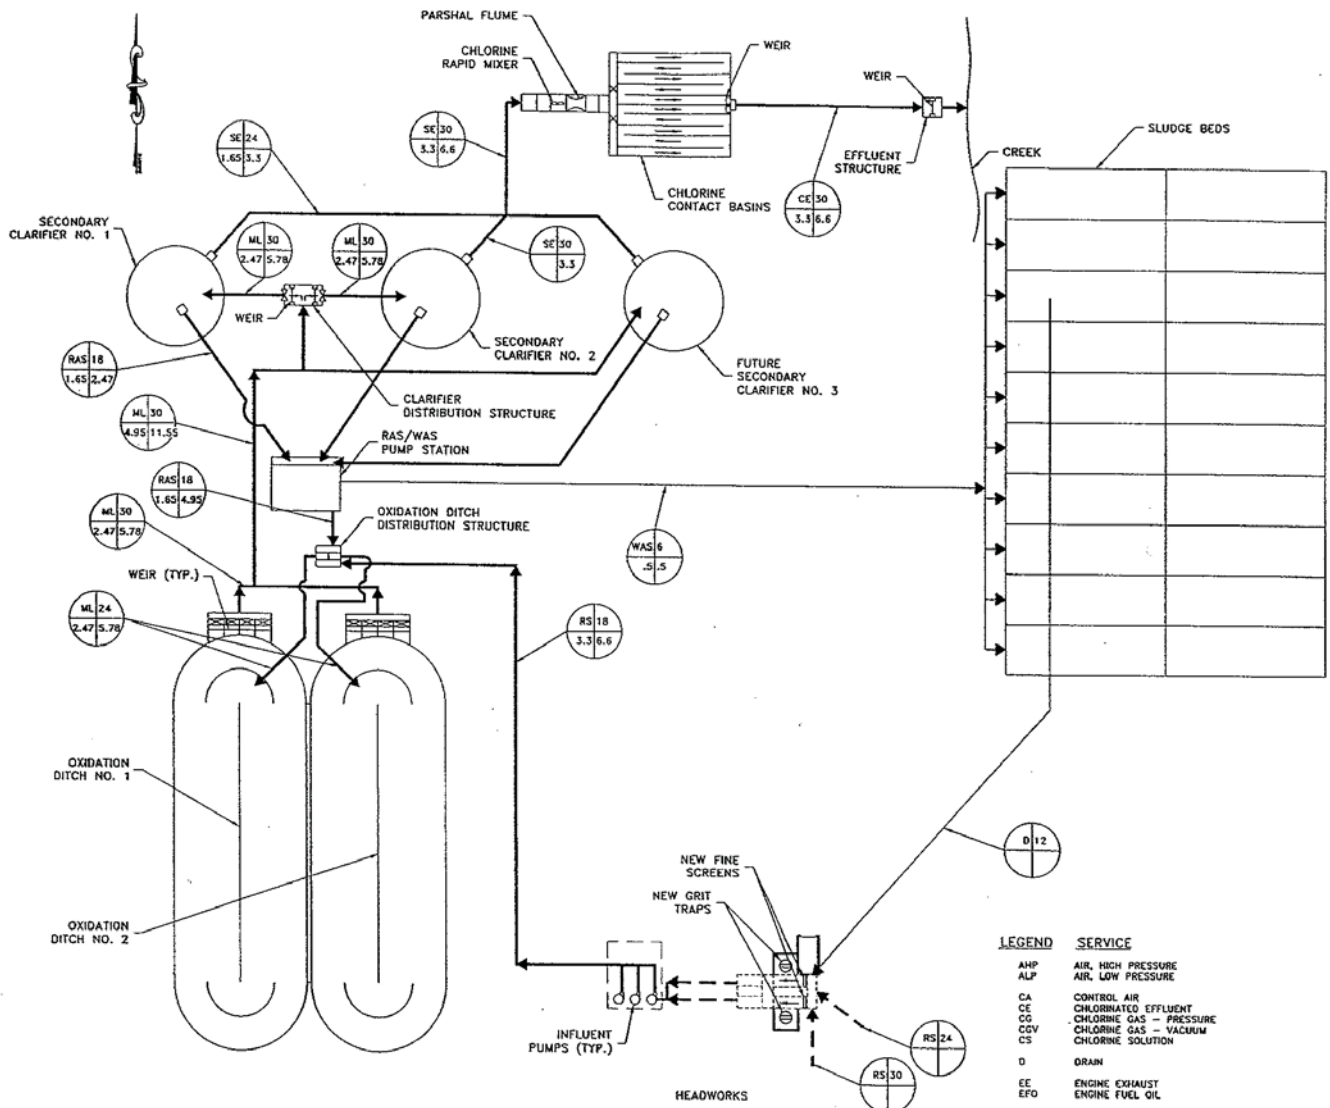 PARSHAL FLUME
CHLORINE
RAPID MIXER
WEIR
WEIR
SLUDGE BEDS
SE 24
1.65 3.3
SE 30
3.3 6.6
EFFLUENT
STRUCTURE
CREEK
CHLORINE
CONTACT BASINS
CE 30
3.3 6.6
SECONDARY
CLARIFIER NO. 1
ML 30
2.47 5.78
ML 30
2.47 5.78
SE 30
3.3
WEIR
SECONDARY
CLARIFIER NO. 2
FUTURE
SECONDARY
CLARIFIER NO. 3
RAS 18
1.65 2.47
CLARIFIER
DISTRIBUTION STRUCTURE
ML 30
4.95 11.55
RAS/WAS
PUMP STATION
RAS 18
1.65 4.95
ML 30
2.47 5.78
OXIDATION DITCH
DISTRIBUTION STRUCTURE
WAS 6
.5 .5
WEIR (TYP.)
ML 24
2.47 5.78
RS 18
3.3 6.6
OXIDATION
DITCH NO. 1
OXIDATION
DITCH NO. 2
D 12
NEW FINE
SCREENS
NEW GRIT
TRAPS
INFLUENT
PUMPS (TYP.)
RS 24
RS 30
HEADWORKS
LEGEND SERVICE
AHP AIR, HIGH PRESSURE
ALP AIR, LOW PRESSURE
CA CONTROL AIR
CE CHLORINATED EFFLUENT
CG CHLORINE GAS - PRESSURE
CGV CHLORINE GAS - VACUUM
CS CHLORINE SOLUTION
D DRAIN
EE ENGINE EXHAUST
EFO ENGINE FUEL OIL